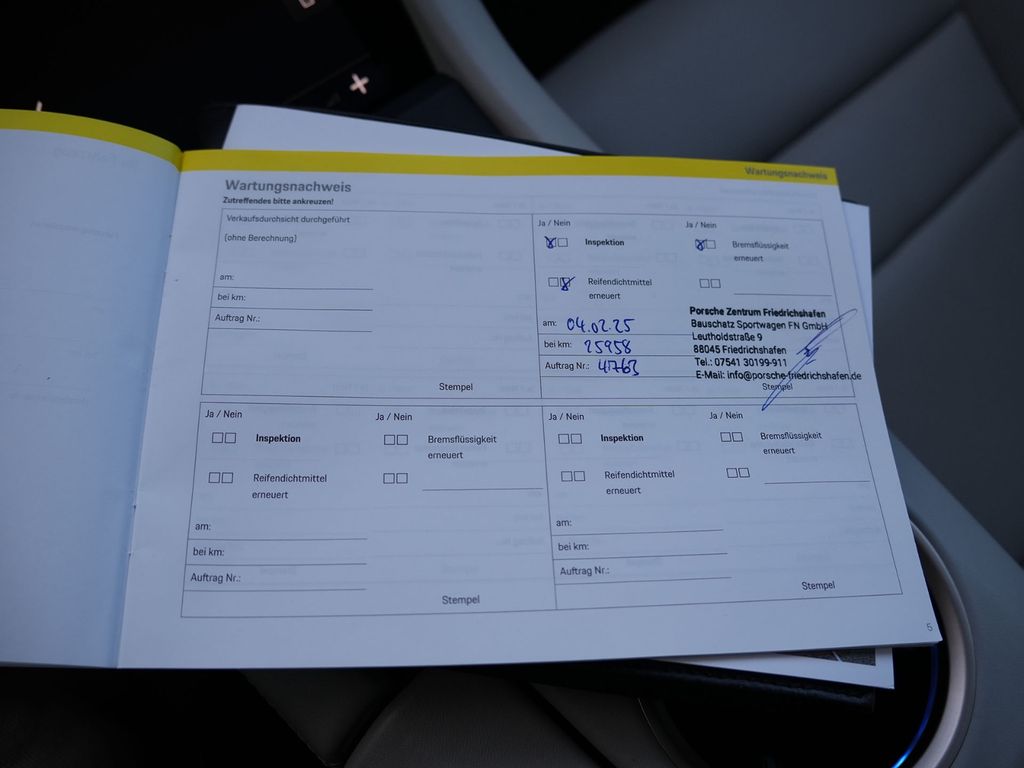 Wartungsnachweis
Wartungsnachweis
Zutreffendes bitte ankreuzen!
Verkaufsdurchsicht durchgeführt
(ohne Berechnung)
am:
bei km:
Auftrag Nr.:
Stempel
Ja / Nein
Ja / Nein
Inspektion
Bremsflüssigkeit
erneuert
Reifendichtmittel
erneuert
am: 04.02.25
bei km: 25958
Auftrag Nr.: 41763
Porsche Zentrum Friedrichshafen
Bauschatz Sportwagen FN GmbH
Leutholdstraße 9
88045 Friedrichshafen
Tel.: 07541 30199-911
E-Mail: info@porsche-friedrichshafen.de
Stempel
Ja / Nein
Ja / Nein
Inspektion
Bremsflüssigkeit
erneuert
Reifendichtmittel
erneuert
am:
bei km:
Auftrag Nr.:
Stempel
Ja / Nein
Ja / Nein
Inspektion
Bremsflüssigkeit
erneuert
Reifendichtmittel
erneuert
am:
bei km:
Auftrag Nr.:
Stempel
5